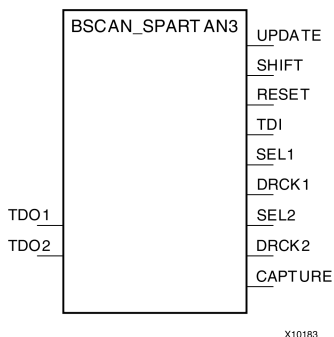 BSCAN_SPARTAN3
UPDATE
SHIFT
RESET
TDI
SEL1
DRCK1
TDO1
SEL2
TDO2
DRCK2
CAPTURE
X10183